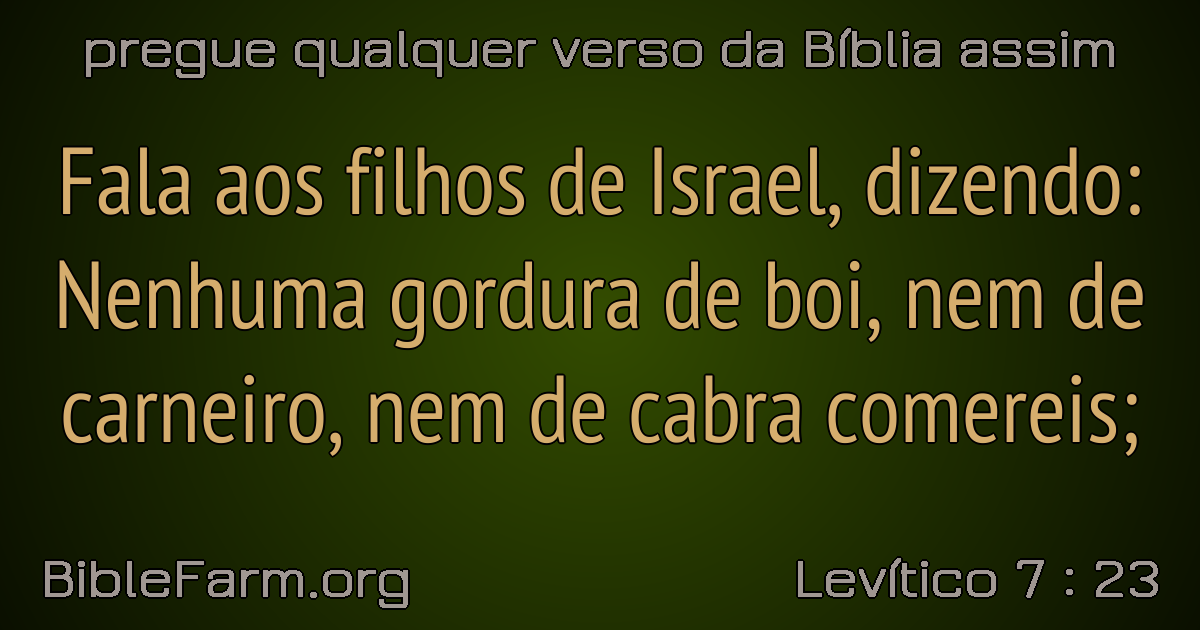 pregue qualquer verso da Bíblia assim
Fala aos filhos de Israel, dizendo:
Nenhuma gordura de boi, nem de
carneiro, nem de cabra comereis;
BibleFarm.org
Levítico 7 : 23